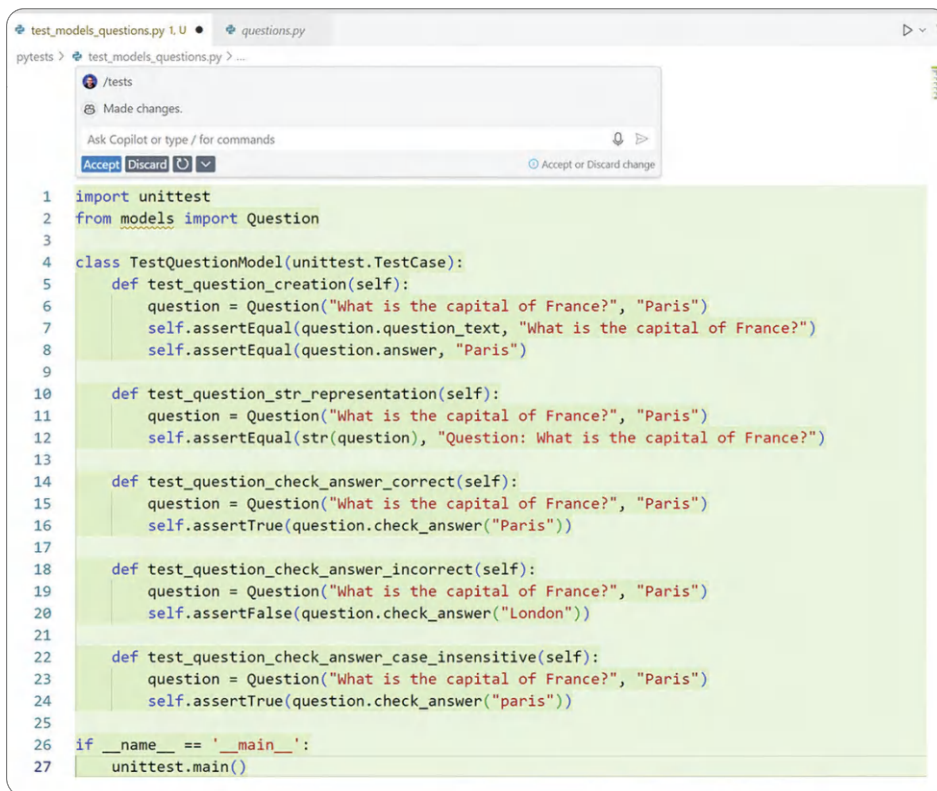 test_models_questions.py 1, U ● questions.py
pytests > test_models_questions.py > ...
/tests
Made changes.
Ask Copilot or type / for commands
Accept Discard Accept or Discard change
1 import unittest
2 from models import Question
3
4 class TestQuestionModel(unittest.TestCase):
5     def test_question_creation(self):
6         question = Question("What is the capital of France?", "Paris")
7         self.assertEqual(question.question_text, "What is the capital of France?")
8         self.assertEqual(question.answer, "Paris")
9
10     def test_question_str_representation(self):
11         question = Question("What is the capital of France?", "Paris")
12         self.assertEqual(str(question), "Question: What is the capital of France?")
13
14     def test_question_check_answer_correct(self):
15         question = Question("What is the capital of France?", "Paris")
16         self.assertTrue(question.check_answer("Paris"))
17
18     def test_question_check_answer_incorrect(self):
19         question = Question("What is the capital of France?", "Paris")
20         self.assertFalse(question.check_answer("London"))
21
22     def test_question_check_answer_case_insensitive(self):
23         question = Question("What is the capital of France?", "Paris")
24         self.assertTrue(question.check_answer("paris"))
25
26 if __name__ == '__main__':
27     unittest.main()